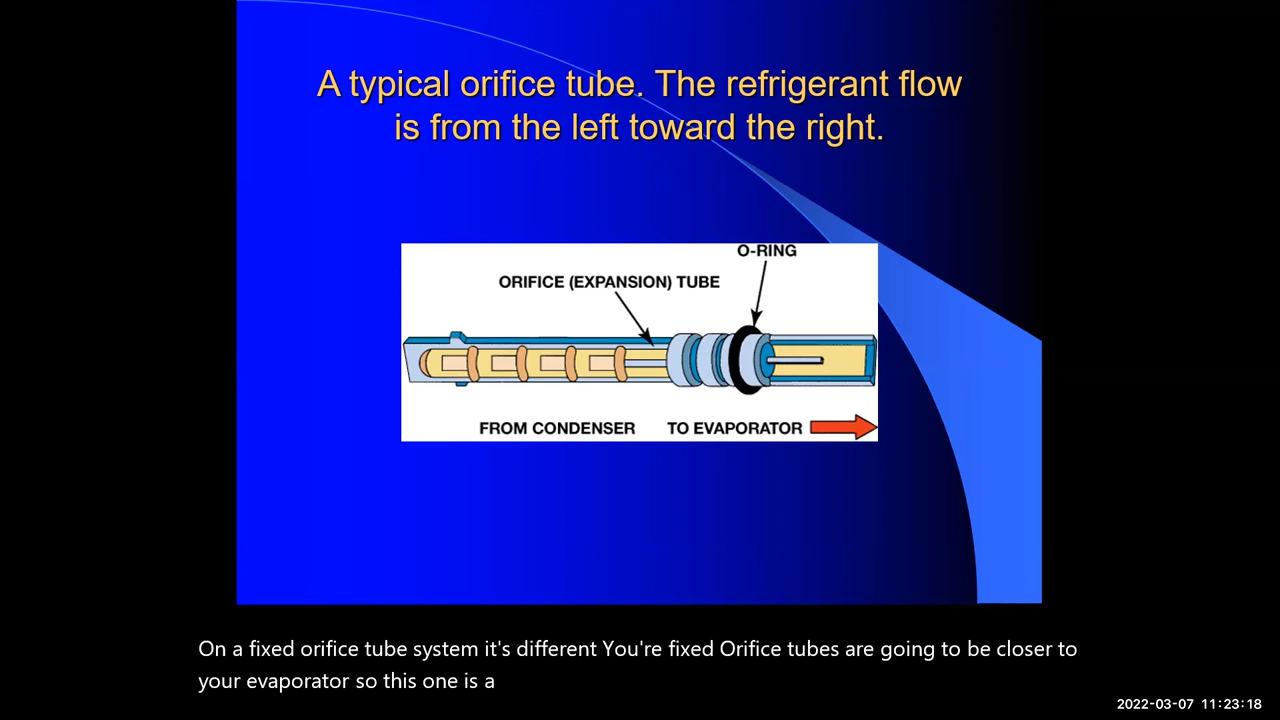 A typical orifice tube. The refrigerant flow
is from the left toward the right.
O-RING
ORIFICE (EXPANSION) TUBE
FROM CONDENSER
TO EVAPORATOR
On a fixed orifice tube system it's different You're fixed Orifice tubes are going to be closer to
your evaporator so this one is a
2022-03-07 11:23:18